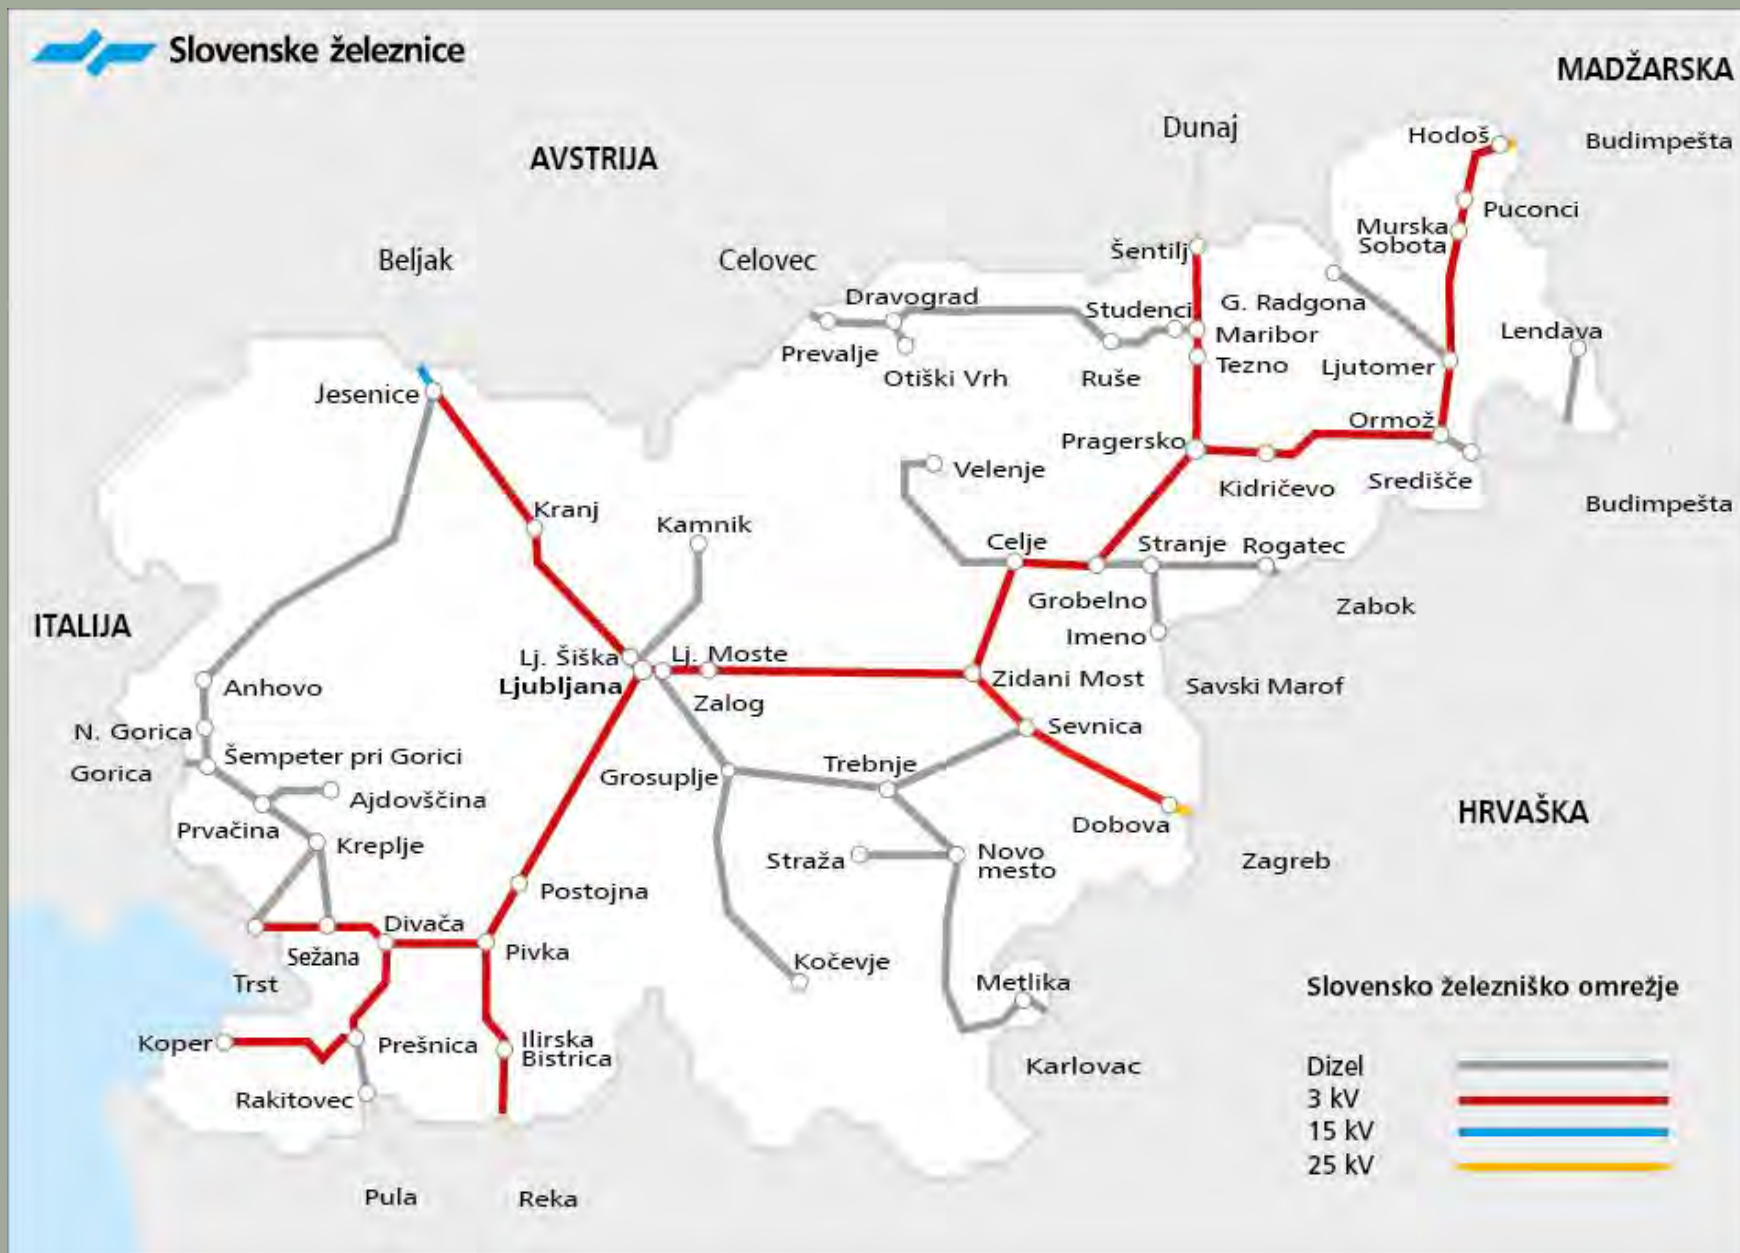 Slovenske železnice
MADŽARSKA
Dunaj
Hodoš
Budimpešta
AVSTRIJA
Puconci
Murska
Sobota
Šentilj
Beljak
Celovec
Dravograd
Studenci
G. Radgona
Maribor
Lendava
Prevalje
Tezno
Ljutomer
Otiški Vrh
Ruše
Jesenice
Ormož
Pragersko
Velenje
Kidričevo
Središče
Budimpešta
Kranj
Kamnik
Celje
Stranje
Rogatec
Grobelno
Zabok
ITALIJA
Imeno
Lj. Šiška
Lj. Moste
Ljubljana
Zidani Most
Savski Marof
Anhovo
Zalog
N. Gorica
Sevnica
Šempeter pri Gorici
Gorica
Grosuplje
Trebnje
Ajdovščina
Prvačina
Dobova
HRVAŠKA
Kreplje
Straža
Novo
mesto
Zagreb
Postojna
Divača
Sežana
Pivka
Kočevje
Trst
Metlika
Slovensko železniško omrežje
Koper
Prešnica
Ilirska
Bistrica
Karlovac
Dizel
Rakitovec
3 kV
15 kV
25 kV
Pula
Reka